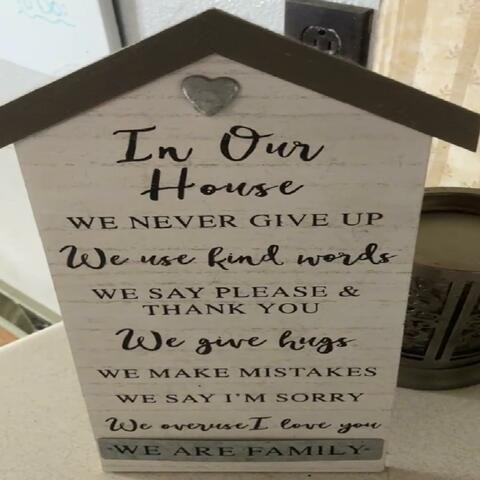 In Our
House
WE NEVER GIVE UP
We use kind words
WE SAY PLEASE &
THANK YOU
We give hugs
WE MAKE MISTAKES
WE SAY I'M SORRY
We overuse I love you
WE ARE FAMILY